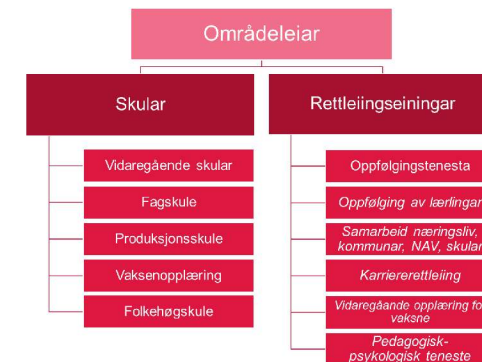 Områdeleiar
Skular
Rettleiingseiningar
Vidaregående skular
Fagskule
Produksjonsskule
Vaksenopplæring
Folkehøgskule
Oppfølgingstenesta
Oppfølging av lærlingar
Samarbeid næringsliv,
kommunar, NAV, skular
Karriererettleiing
Vidaregåande opplæring for
vaksne
Pedagogisk-
psykologisk teneste